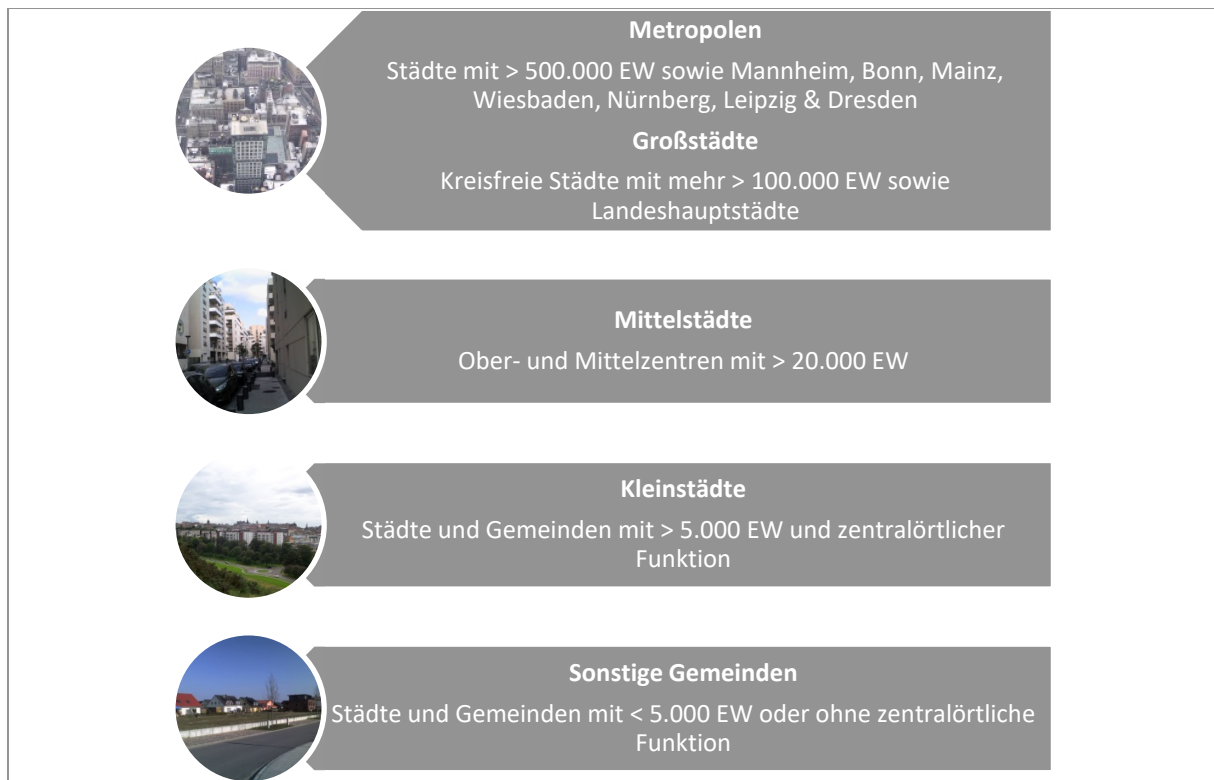 Metropolen
Städte mit > 500.000 EW sowie Mannheim, Bonn, Mainz,
Wiesbaden, Nürnberg, Leipzig & Dresden
Großstädte
Kreisfreie Städte mit mehr > 100.000 EW sowie
Landeshauptstädte
Mittelstädte
Ober- und Mittelzentren mit > 20.000 EW
Kleinstädte
Städte und Gemeinden mit > 5.000 EW und zentralörtlicher
Funktion
Sonstige Gemeinden
Städte und Gemeinden mit < 5.000 EW oder ohne zentralörtliche
Funktion